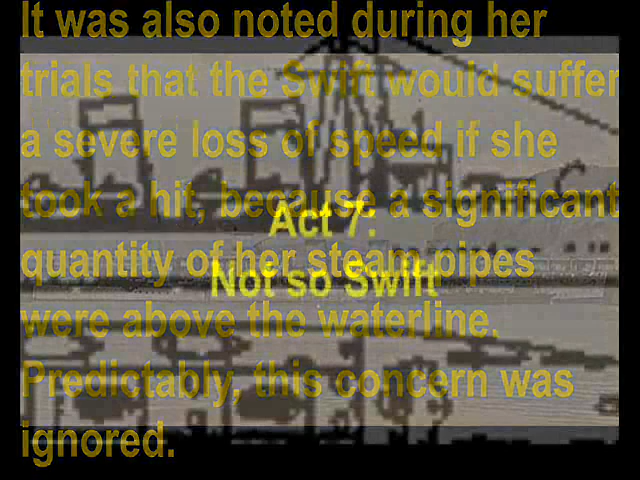 It was also noted during her
trials that the Swift would suffer
a severe loss of speed if she
took a hit, because a significant
Act 7:
quantity of her steam pipes
Not so Swift
were above the waterline.
Predictably, this concern was
ignored.